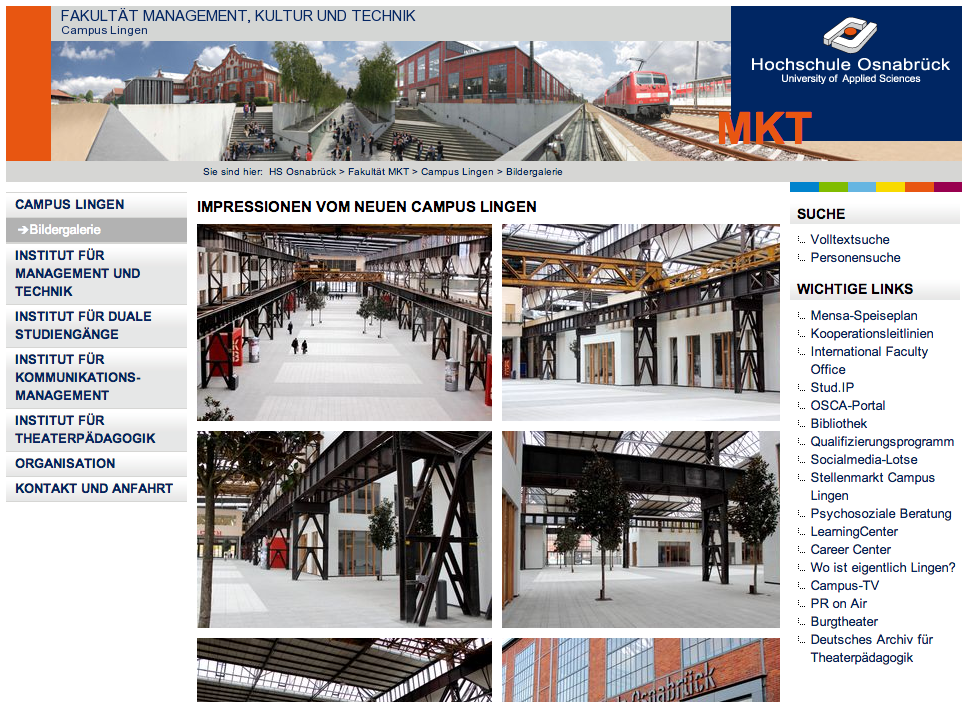 FAKULTÄT MANAGEMENT, KULTUR UND TECHNIK
Campus Lingen
Hochschule Osnabrück
University of Applied Sciences
MKT
Sie sind hier: HS Osnabrück > Fakultät MKT > Campus Lingen > Bildergalerie
CAMPUS LINGEN
➔Bildergalerie
INSTITUT FÜR
MANAGEMENT UND
TECHNIK
INSTITUT FÜR DUALE
STUDIENGÄNGE
INSTITUT FÜR
KOMMUNIKATIONS-
MANAGEMENT
INSTITUT FÜR
THEATERPÄDAGOGIK
ORGANISATION
KONTAKT UND ANFAHRT
IMPRESSIONEN VOM NEUEN CAMPUS LINGEN
Osnabrück
SUCHE
Volltextsuche
Personensuche
WICHTIGE LINKS
Mensa-Speiseplan
Kooperationsleitlinien
International Faculty
Office
Stud.IP
OSCA-Portal
Bibliothek
Qualifizierungsprogramm
Socialmedia-Lotse
Stellenmarkt Campus
Lingen
Psychosoziale Beratung
LearningCenter
Career Center
Wo ist eigentlich Lingen?
Campus-TV
PR on Air
Burgtheater
Deutsches Archiv für
Theaterpädagogik